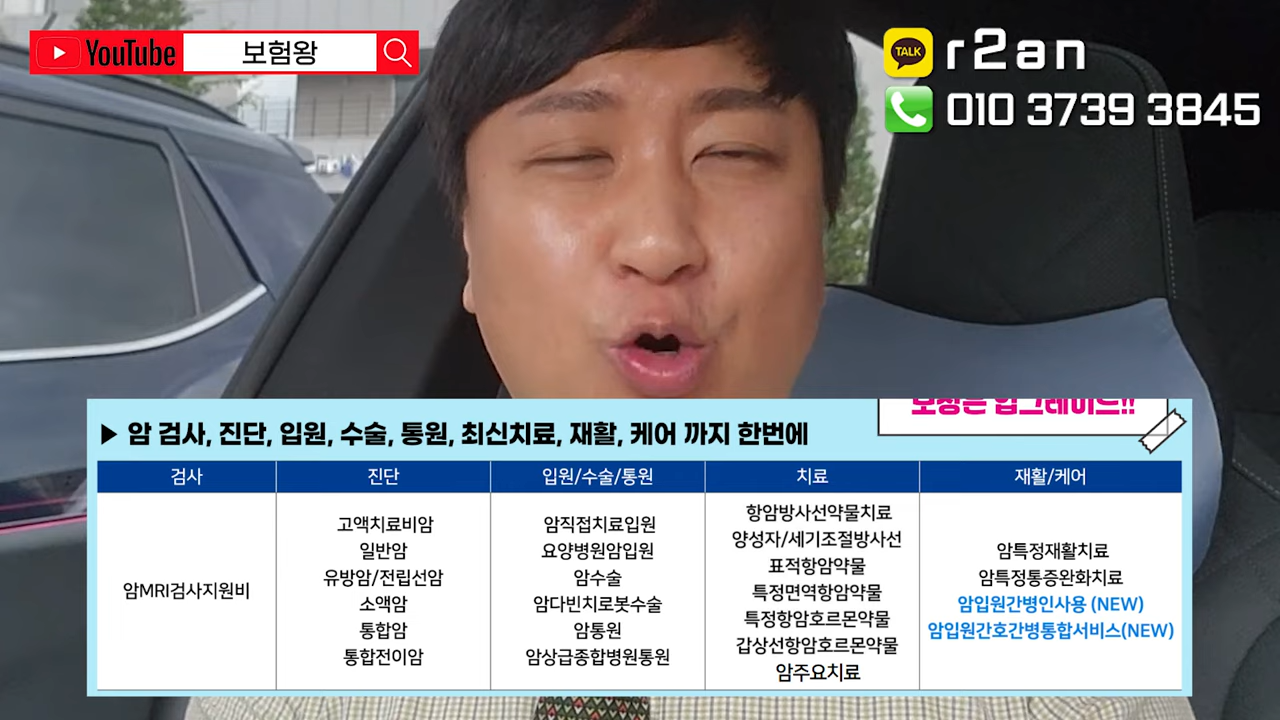 YouTube 보험왕
TALK r2an
010 3739 3845
보장은 업그레이드!!
▶ 암 검사, 진단, 입원, 수술, 통원, 최신치료, 재활, 케어 까지 한번에
검사 진단 입원/수술/통원 치료 재활/케어
암MRI검사지원비
고액치료비암
일반암
유방암/전립선암
소액암
통합암
통합전이암
암직접치료입원
요양병원암입원
암수술
암다빈치로봇수술
암통원
암상급종합병원통원
항암방사선약물치료
양성자/세기조절방사선
표적항암약물
특정면역항암약물
특정항암호르몬약물
갑상선항암호르몬약물
암주요치료
암특정재활치료
암특정통증완화치료
암입원간병인사용 (NEW)
암입원간호간병통합서비스(NEW)